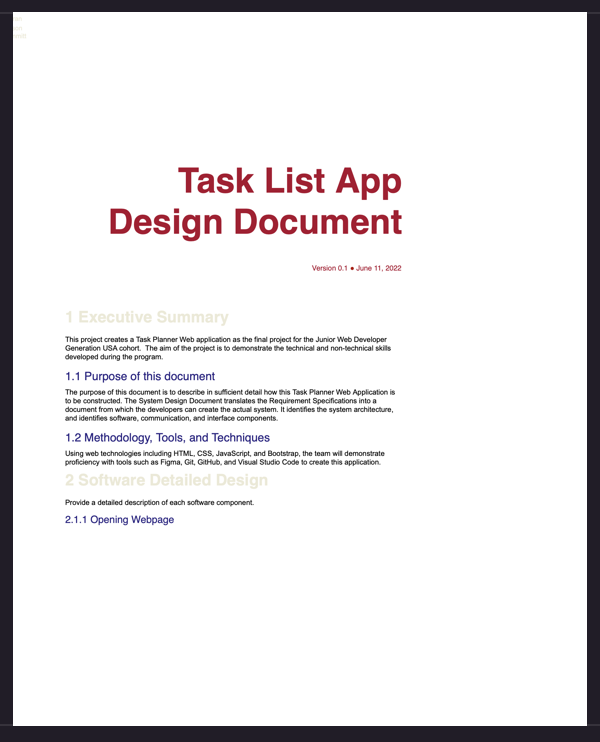 Task List App
Design Document
Version 0.1 ● June 11, 2022
1 Executive Summary
This project creates a Task Planner Web application as the final project for the Junior Web Developer
Generation USA cohort.  The aim of the project is to demonstrate the technical and non-technical skills
developed during the program.
1.1 Purpose of this document
The purpose of this document is to describe in sufficient detail how this Task Planner Web Application is
to be constructed. The System Design Document translates the Requirement Specifications into a
document from which the developers can create the actual system. It identifies the system architecture,
and identifies software, communication, and interface components.
1.2 Methodology, Tools, and Techniques
Using web technologies including HTML, CSS, JavaScript, and Bootstrap, the team will demonstrate
proficiency with tools such as Figma, Git, GitHub, and Visual Studio Code to create this application.
2 Software Detailed Design
Provide a detailed description of each software component.
2.1.1 Opening Webpage